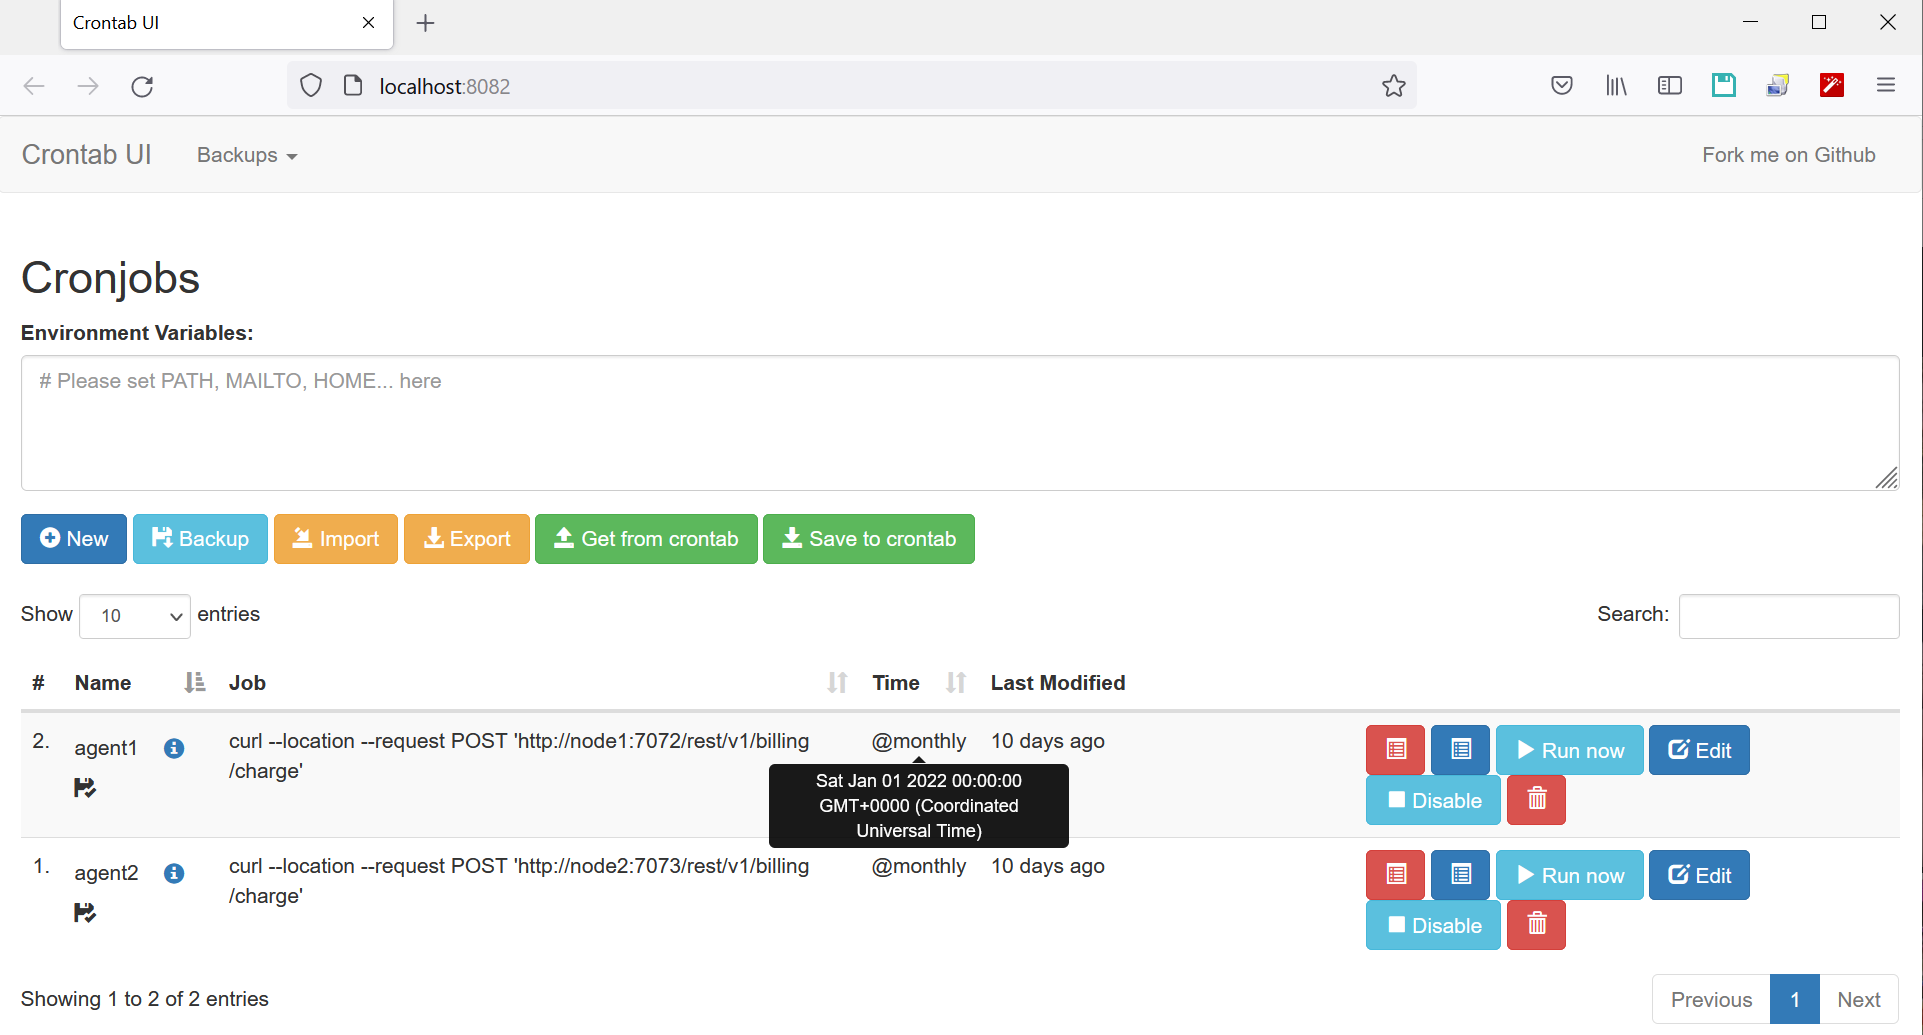 Crontab UI
localhost:8082
Crontab UI Backups Fork me on Github
Cronjobs
Environment Variables:
# Please set PATH, MAILTO, HOME... here
New Backup Import Export Get from crontab Save to crontab
Show 10 entries Search:
# Name Job Time Last Modified
2. agent1 curl --location --request POST 'http://node1:7072/rest/v1/billing @monthly 10 days ago Run now Edit
/charge'
Disable
Sat Jan 01 2022 00:00:00
GMT+0000 (Coordinated
Universal Time)
1. agent2 curl --location --request POST 'http://node2:7073/rest/v1/billing @monthly 10 days ago Run now Edit
/charge'
Disable
Showing 1 to 2 of 2 entries Previous 1 Next